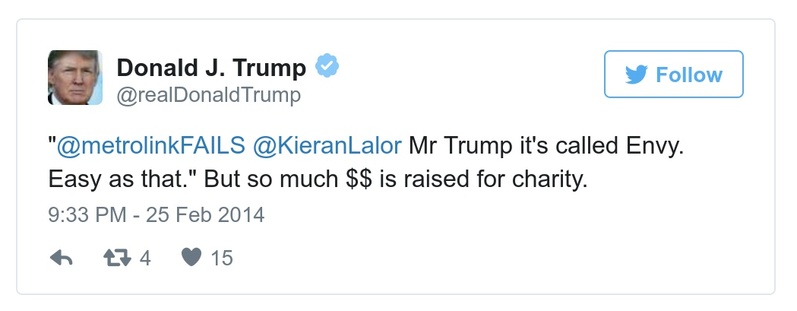 Donald J. Trump
@realDonaldTrump
Follow
"@metrolinkFAILS @KieranLalor Mr Trump it's called Envy.
Easy as that." But so much $$ is raised for charity.
9:33 PM - 25 Feb 2014
4 15